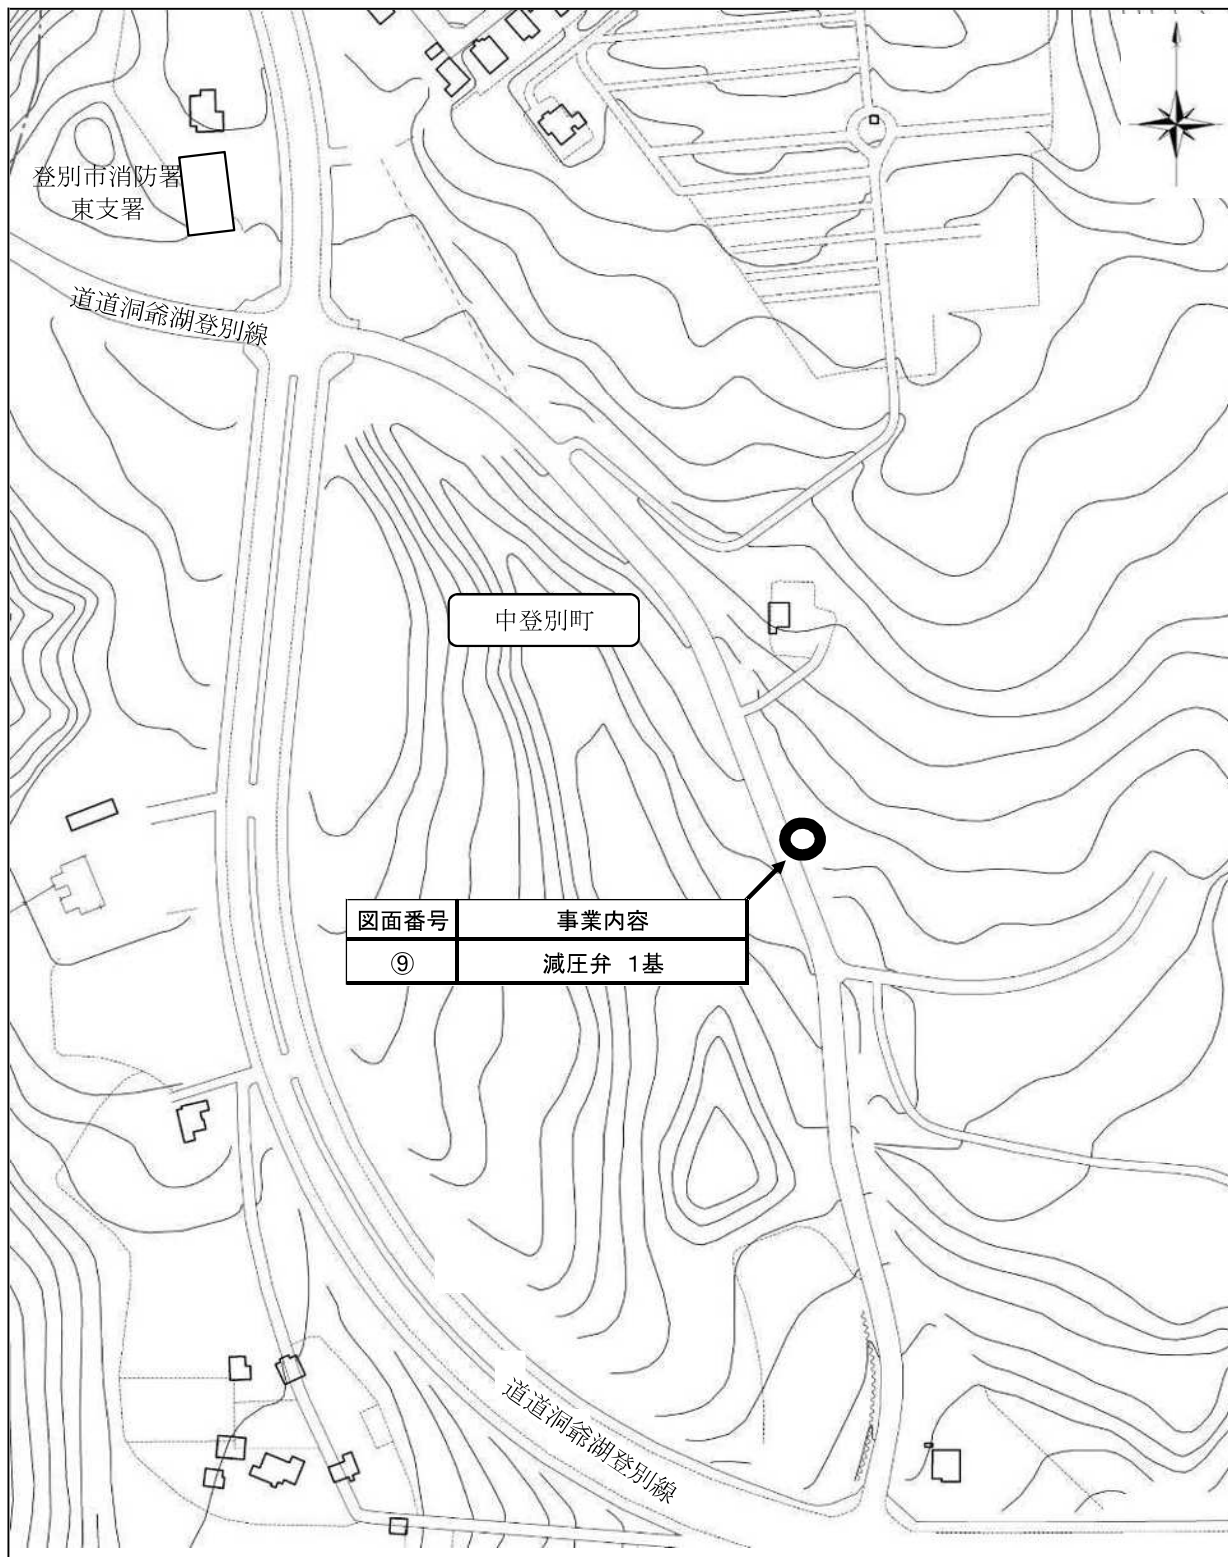 登別市消防署
東支署
道道洞爺湖登別線
中登別町
図面番号 事業内容
⑨ 減圧弁 1基
道道洞爺湖登別線